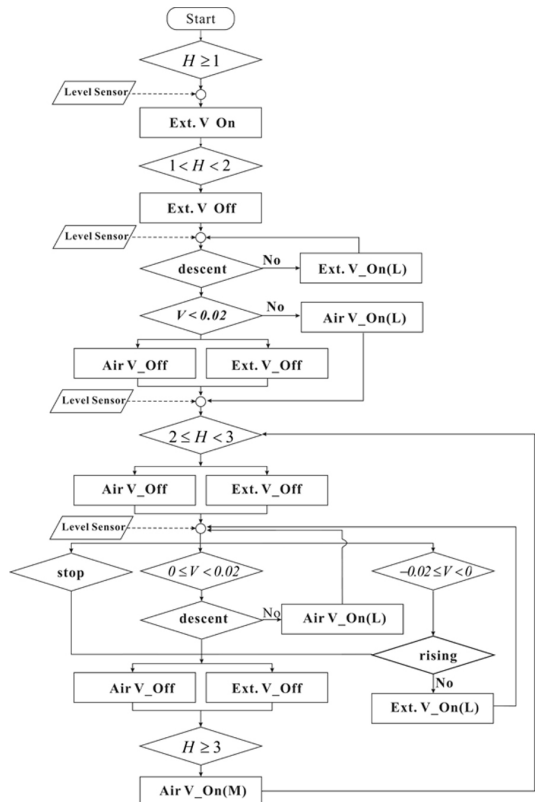 Start
H ≥ 1
Level Sensor
Ext. V On
1 < H < 2
Ext. V Off
Level Sensor
descent
No
Ext. V_On(L)
V < 0.02
No
Air V_On(L)
Air V_Off
Ext. V_Off
Level Sensor
2 ≤ H < 3
Air V_Off
Ext. V_Off
Level Sensor
stop
0 ≤ V < 0.02
−0.02 ≤ V < 0
descent
No
Air V_On(L)
rising
No
Air V_Off
Ext. V_Off
Ext. V_On(L)
H ≥ 3
Air V_On(M)